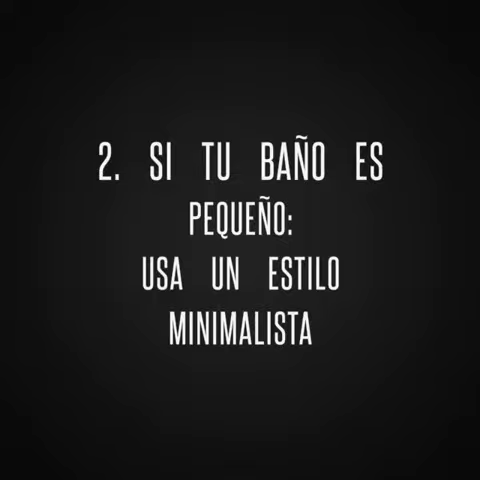 2. SI TU BAÑO ES
PEQUEÑO:
USA UN ESTILO
MINIMALISTA